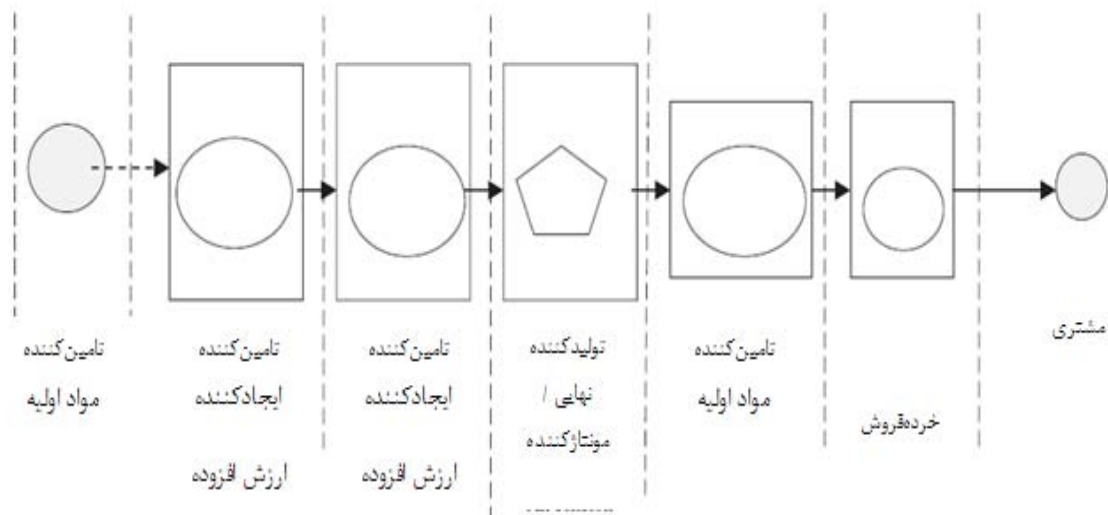 تامین‌کننده
مواد اولیه
تامین‌کننده
ایجادکننده
ارزش افزوده
تامین‌کننده
ایجادکننده
ارزش افزوده
تولیدکننده
نهایی /
مونتاژکننده
تامین‌کننده
مواد اولیه
خرده‌فروش
مشتری